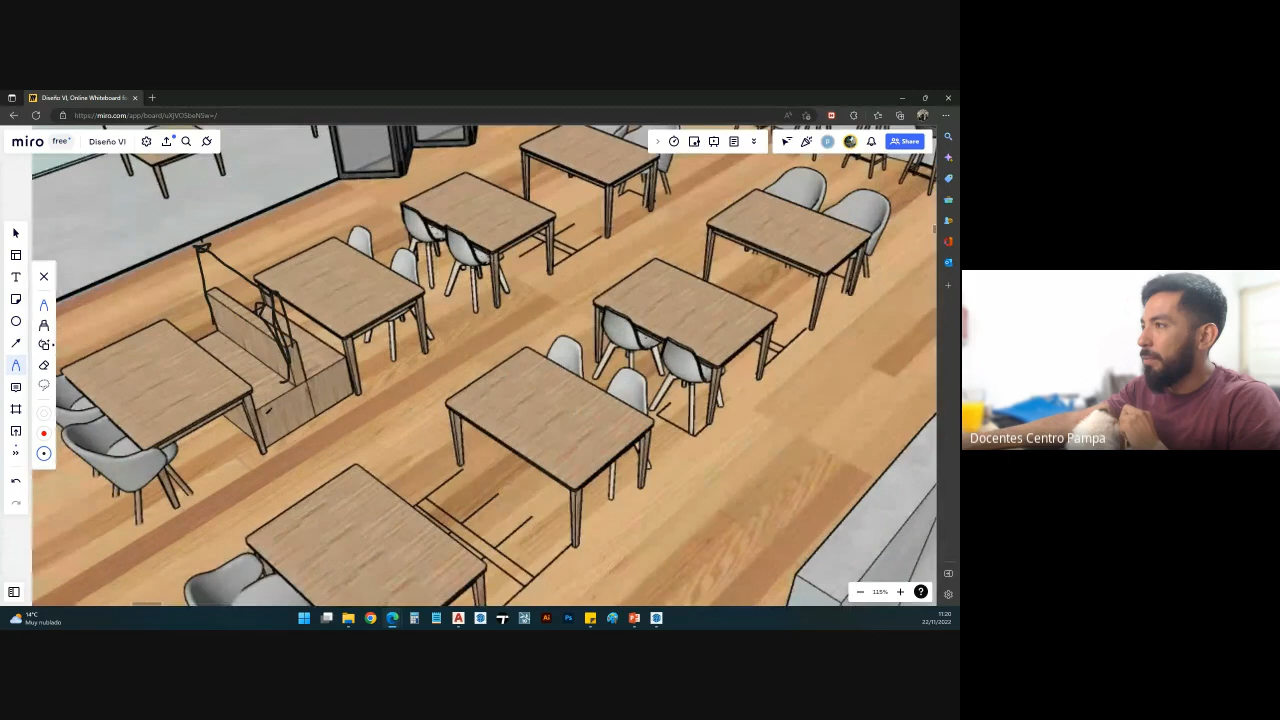 Diseño VI, Online Whiteboard fo
https://miro.com/app/board/uXjVOSbeNSw=/
miro free
Diseño VI
Share
Docentes Centro Pampa
115%
14°C
Muy nublado
11:20
22/11/2022